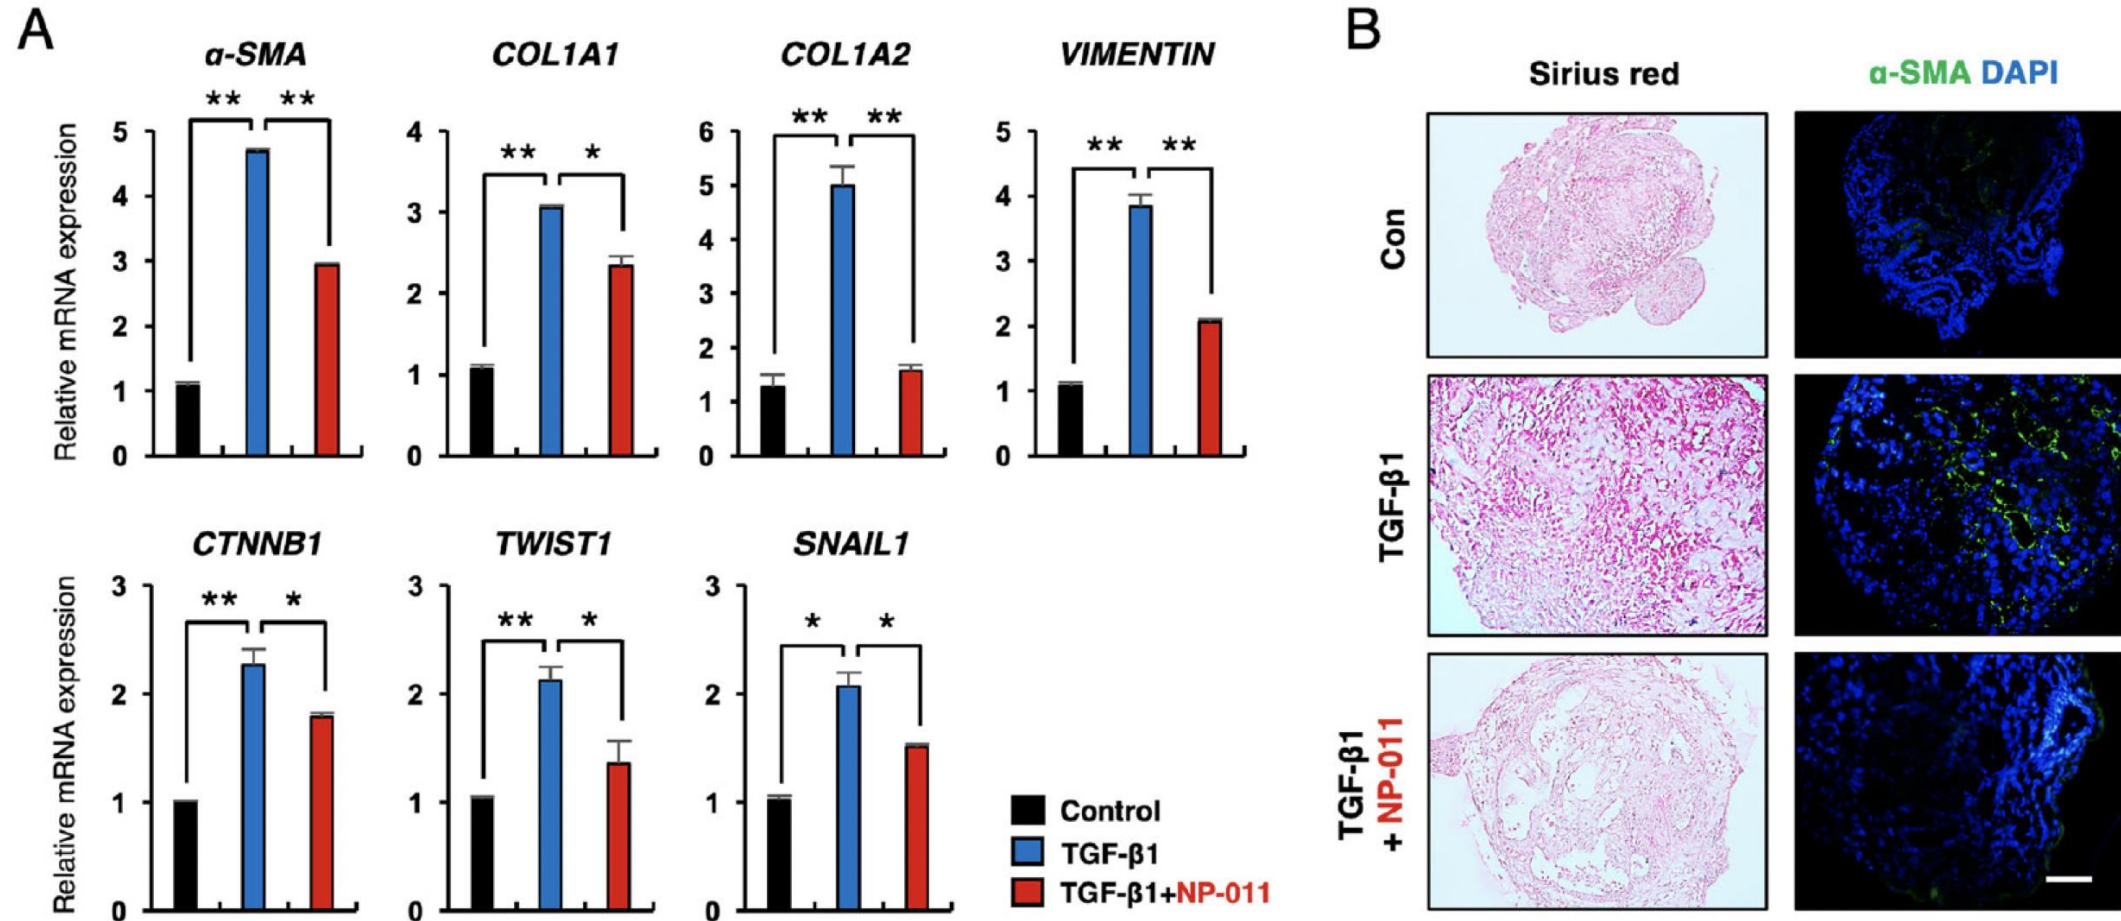 A
α-SMA
COL1A1
COL1A2
VIMENTIN
Relative mRNA expression
** **
** *
** **
** **
5
4
3
2
1
0
4
3
2
1
0
6
5
4
3
2
1
0
5
4
3
2
1
0
CTNNB1
TWIST1
SNAIL1
Relative mRNA expression
** *
** *
* *
3
2
1
0
3
2
1
0
3
2
1
0
Control
TGF-β1
TGF-β1+NP-011
B
Sirius red
α-SMA DAPI
Con
TGF-β1
TGF-β1
+ NP-011